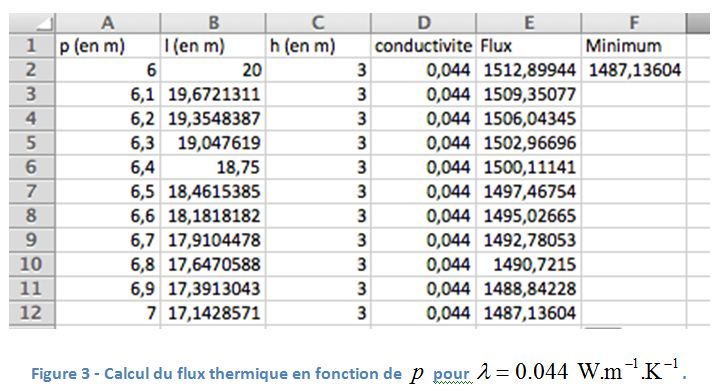 A B C D E F
1 p (en m) l (en m) h (en m) conductivite Flux Minimum
2 6 20 3 0,044 1512,89944 1487,13604
3 6,1 19,6721311 3 0,044 1509,35077
4 6,2 19,3548387 3 0,044 1506,04345
5 6,3 19,047619 3 0,044 1502,96696
6 6,4 18,75 3 0,044 1500,11141
7 6,5 18,4615385 3 0,044 1497,46754
8 6,6 18,1818182 3 0,044 1495,02665
9 6,7 17,9104478 3 0,044 1492,78053
10 6,8 17,6470588 3 0,044 1490,7215
11 6,9 17,3913043 3 0,044 1488,84228
12 7 17,1428571 3 0,044 1487,13604
Figure 3 - Calcul du flux thermique en fonction de p pour λ = 0.044 W.m⁻¹.K⁻¹.